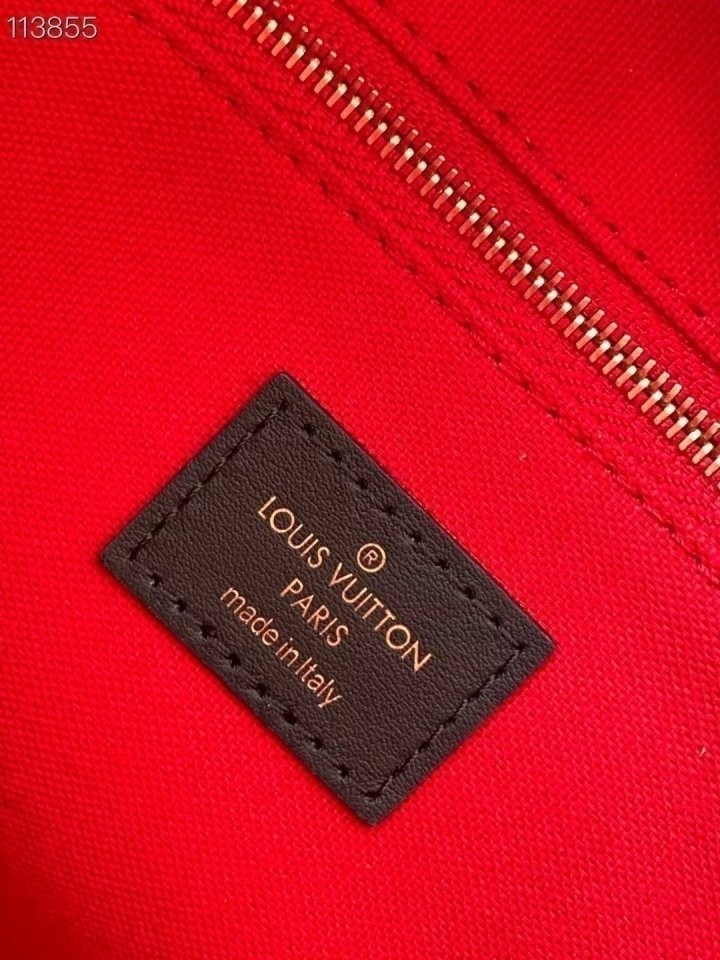 113855
®
LOUIS VUITTON
PARIS
made in Italy